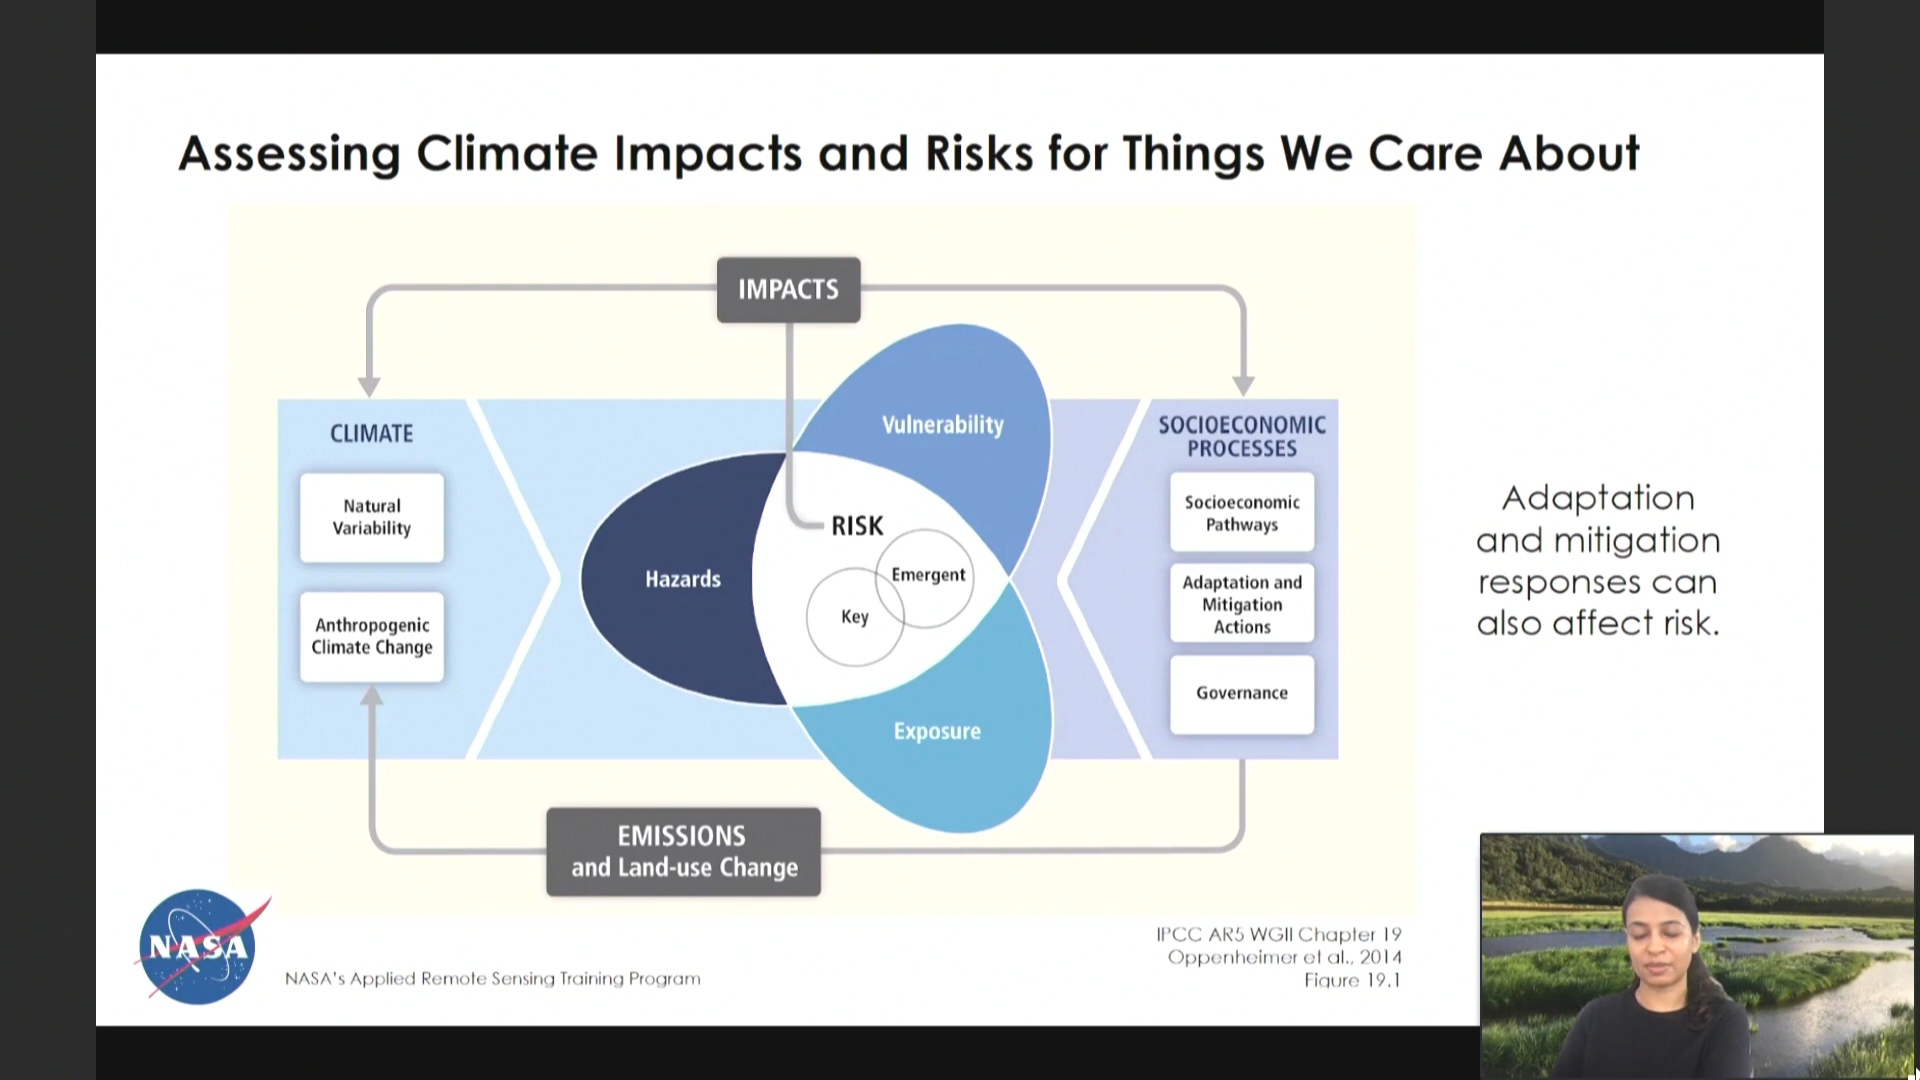 Assessing Climate Impacts and Risks for Things We Care About
IMPACTS
CLIMATE
Natural
Variability
Anthropogenic
Climate Change
Vulnerability
Hazards
RISK
Emergent
Key
Exposure
SOCIOECONOMIC
PROCESSES
Socioeconomic
Pathways
Adaptation and
Mitigation
Actions
Governance
EMISSIONS
and Land-use Change
Adaptation
and mitigation
responses can
also affect risk.
NASA
NASA's Applied Remote Sensing Training Program
IPCC AR5 WGII Chapter 19
Oppenheimer et al., 2014
Figure 19.1